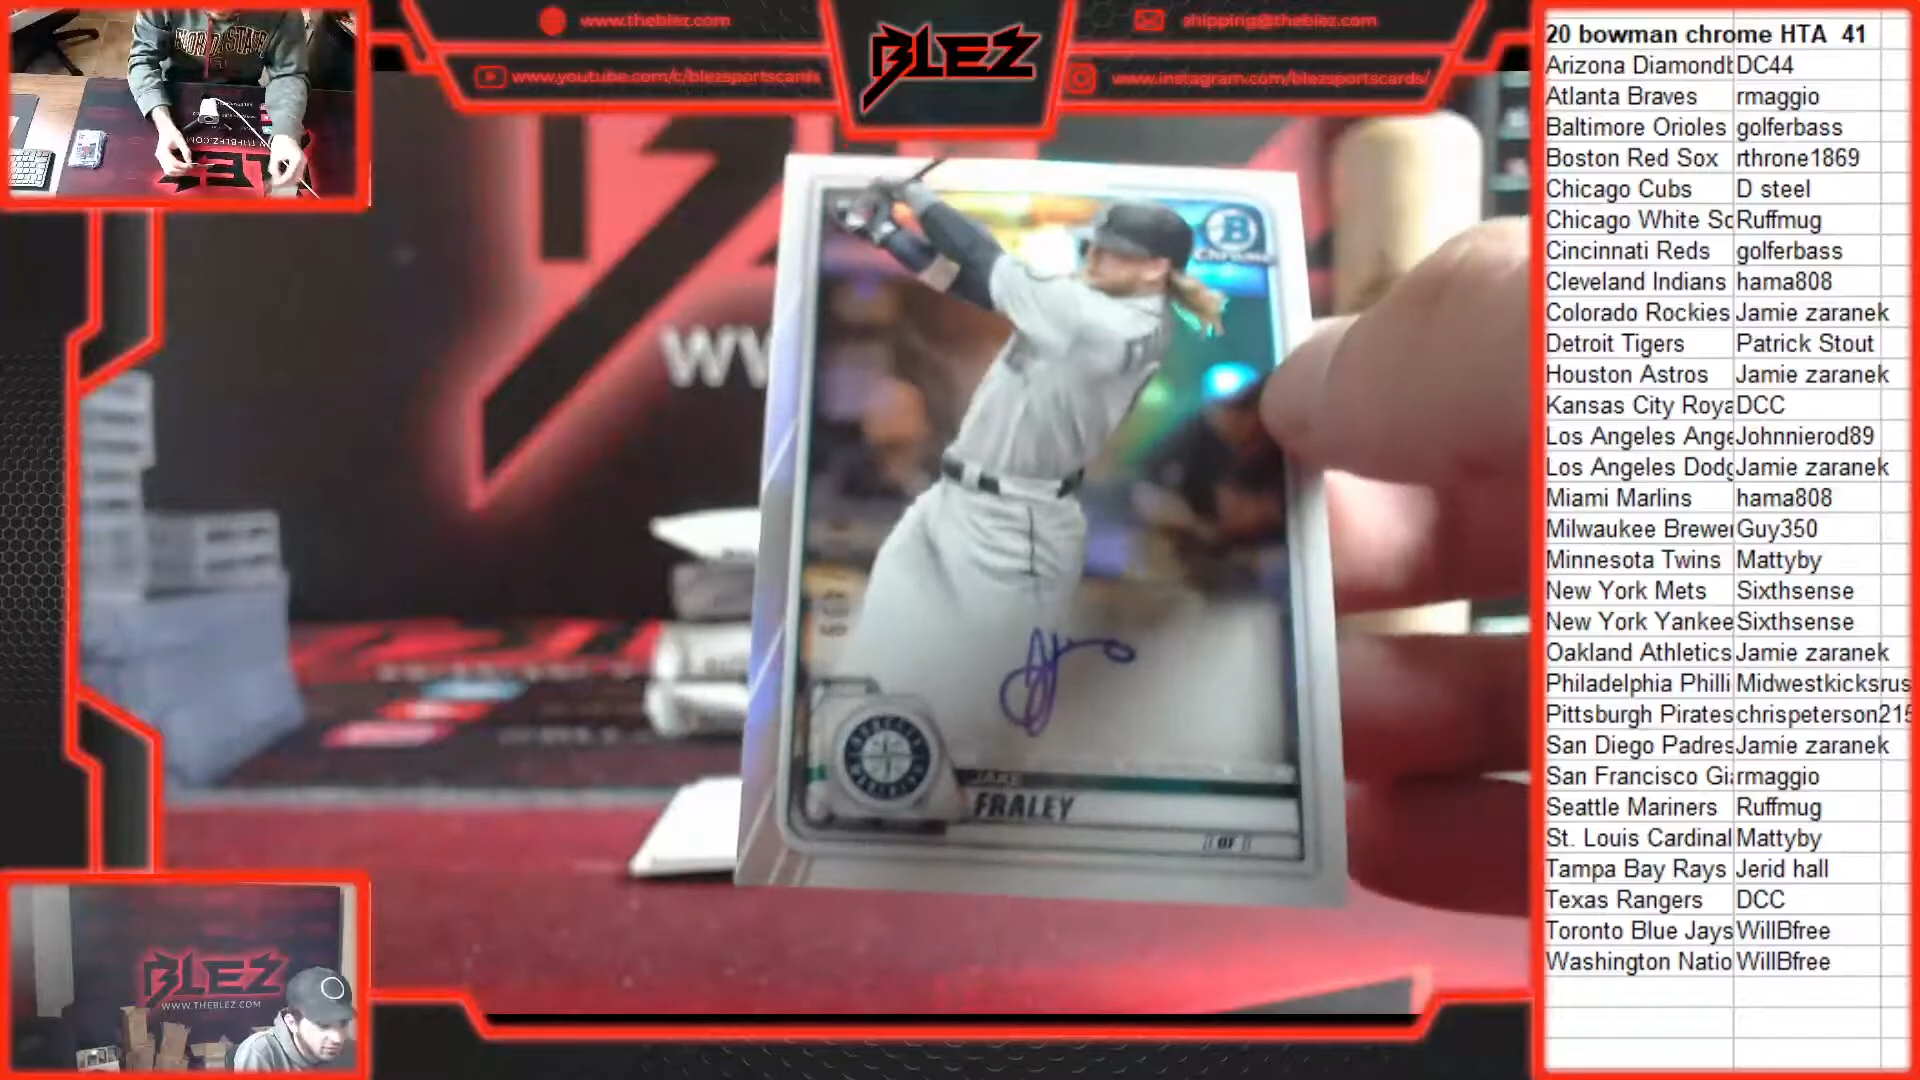 www.theblez.com
shipping@theblez.com
www.youtube.com/c/blezsportscards
www.instagram.com/blezsportscards/
BLEZ
20 bowman chrome HTA 41
Arizona Diamondb DC44
Atlanta Braves rmaggio
Baltimore Orioles golferbass
Boston Red Sox rthrone1869
Chicago Cubs D steel
Chicago White So Ruffmug
Cincinnati Reds golferbass
Cleveland Indians hama808
Colorado Rockies Jamie zaranek
Detroit Tigers Patrick Stout
Houston Astros Jamie zaranek
Kansas City Roya DCC
Los Angeles Ange Johnnierod89
Los Angeles Dodg Jamie zaranek
Miami Marlins hama808
Milwaukee Brewer Guy350
Minnesota Twins Mattyby
New York Mets Sixthsense
New York Yankee Sixthsense
Oakland Athletics Jamie zaranek
Philadelphia Philli Midwestkicksrus
Pittsburgh Pirates chrispeterson215
San Diego Padres Jamie zaranek
San Francisco Gi rmaggio
Seattle Mariners Ruffmug
St. Louis Cardinal Mattyby
Tampa Bay Rays Jerid hall
Texas Rangers DCC
Toronto Blue Jays WillBfree
Washington Natio WillBfree
B
Chrome
JAKE
FRALEY
BLEZ
WWW.THEBLEZ.COM